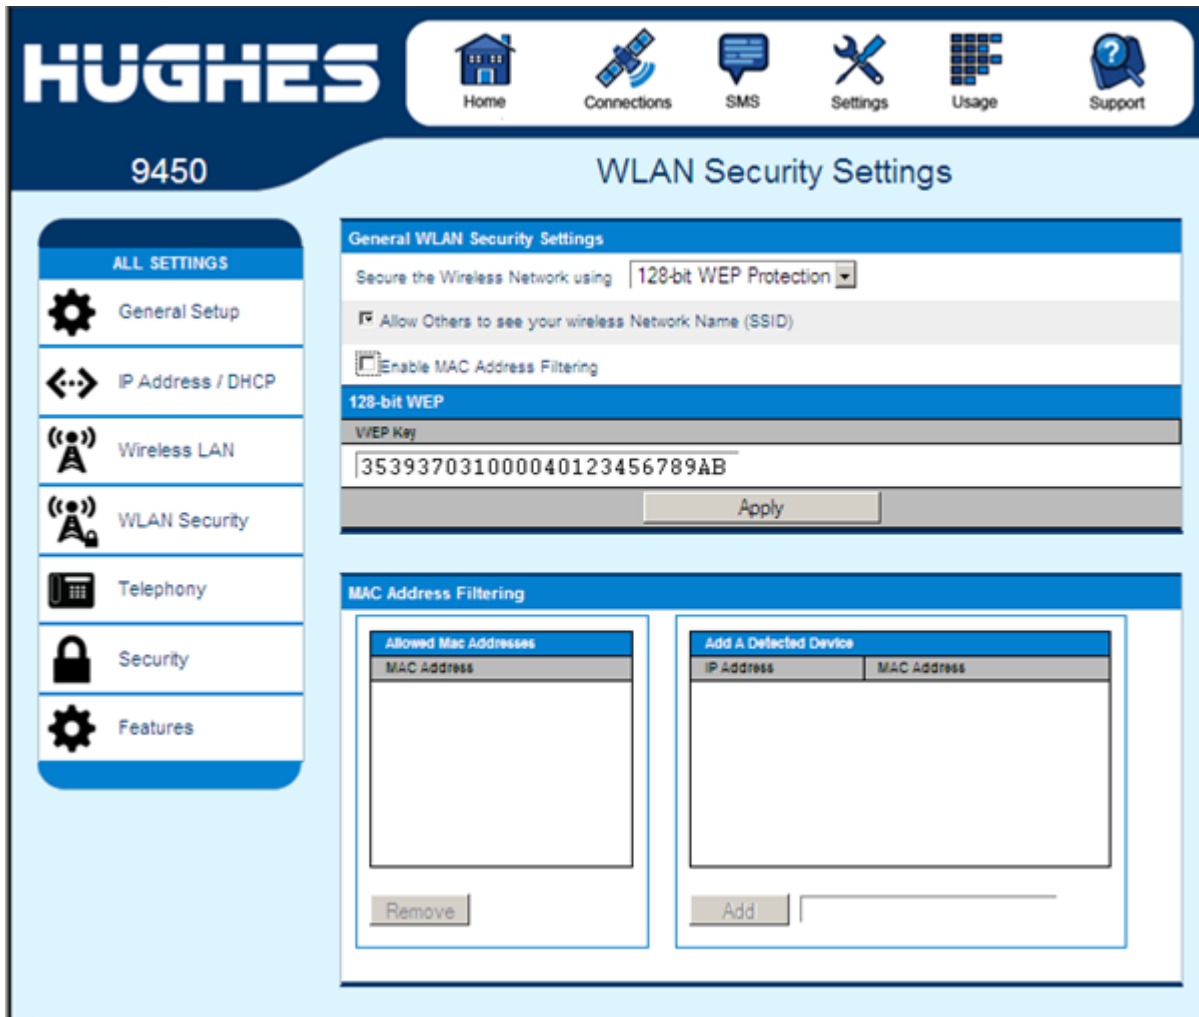 HUGHES
Home
Connections
SMS
Settings
Usage
Support
9450
WLAN Security Settings
ALL SETTINGS
General Setup
IP Address / DHCP
Wireless LAN
WLAN Security
Telephony
Security
Features
General WLAN Security Settings
Secure the Wireless Network using 128-bit WEP Protection
Allow Others to see your wireless Network Name (SSID)
Enable MAC Address Filtering
128-bit WEP
WEP Key
353937031000040123456789AB
Apply
MAC Address Filtering
Allowed Mac Addresses
MAC Address
Remove
Add A Detected Device
IP Address MAC Address
Add